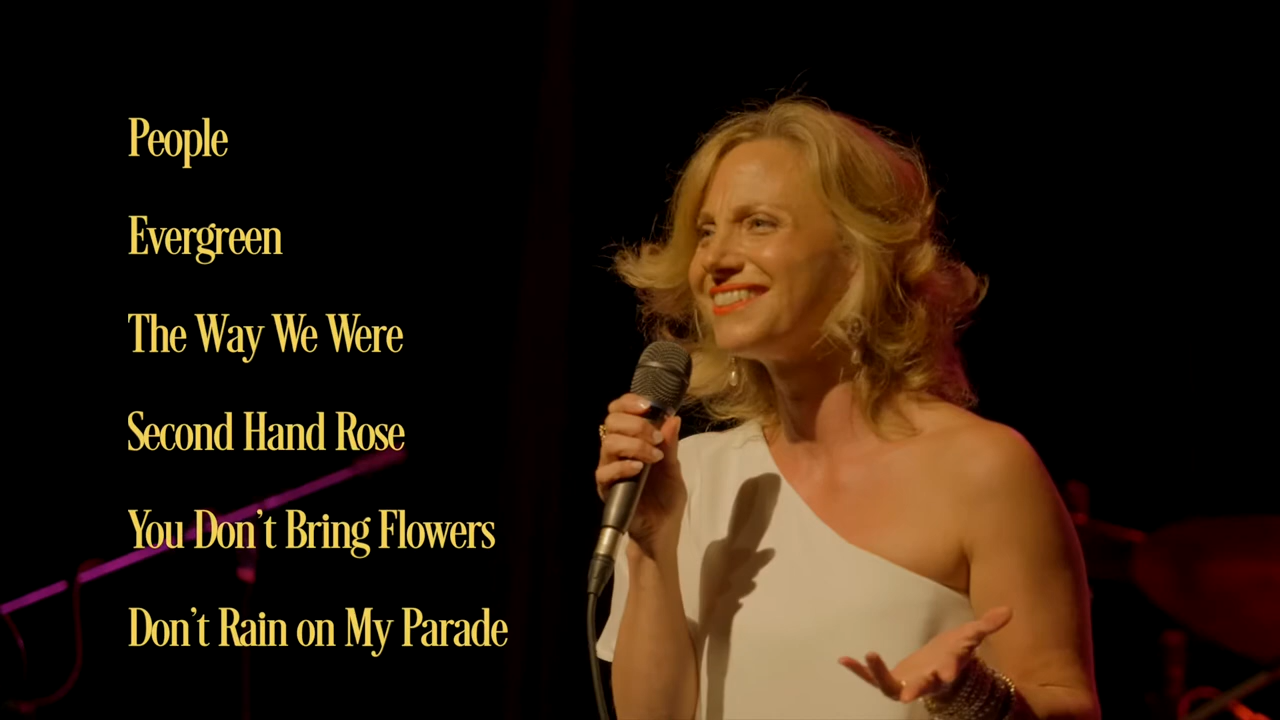 People
Evergreen
The Way We Were
Second Hand Rose
You Don't Bring Flowers
Don't Rain on My Parade